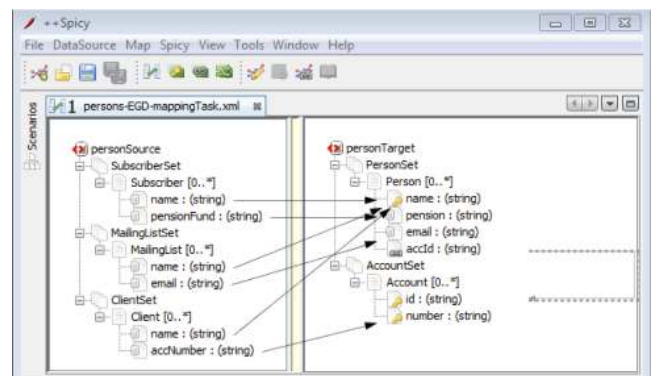 ++Spicy
File DataSource Map Spicy View Tools Window Help
Scenarios
1 persons-EGD-mappingTask.xml
personSource
SubscriberSet
Subscriber [0..*]
name : (string)
pensionFund : (string)
MailingListSet
MailingList [0..*]
name : (string)
email : (string)
ClientSet
Client [0..*]
name : (string)
accNumber : (string)
personTarget
PersonSet
Person [0..*]
name : (string)
pension : (string)
email : (string)
accId : (string)
AccountSet
Account [0..*]
id : (string)
number : (string)